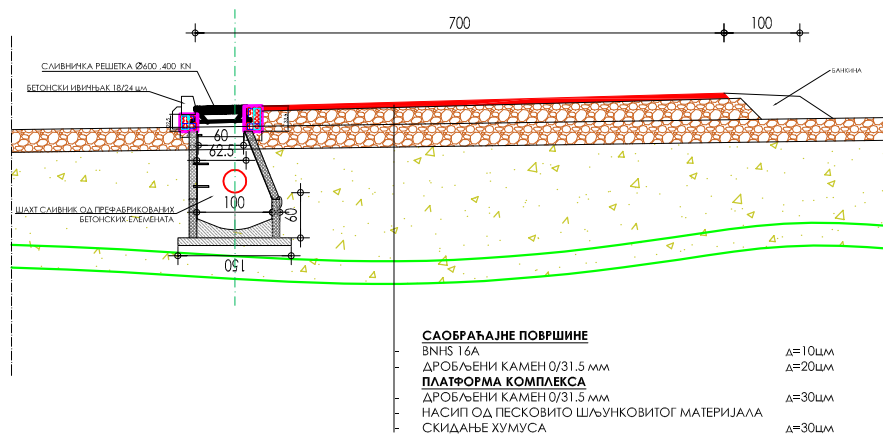 700
100
СЛИВНИЧКА РЕШЕТКА Ø600 ,400 KN
БАНКИНА
БЕТОНСКИ ИВИЧЊАК 18/24 цм
60
62.5
100
60
ШАХТ СЛИВНИК ОД ПРЕФАБРИКОВАНИХ
БЕТОНСКИХ ЕЛЕМЕНАТА
150
САОБРАЋАЈНЕ ПОВРШИНЕ
BNHS 16A д=10цм
ДРОБЉЕНИ КАМЕН 0/31.5 мм д=20цм
ПЛАТФОРМА КОМПЛЕКСА
ДРОБЉЕНИ КАМЕН 0/31.5 мм д=30цм
НАСИП ОД ПЕСКОВИТО ШЉУНКОВИТОГ МАТЕРИЈАЛА
СКИДАЊЕ ХУМУСА д=30цм